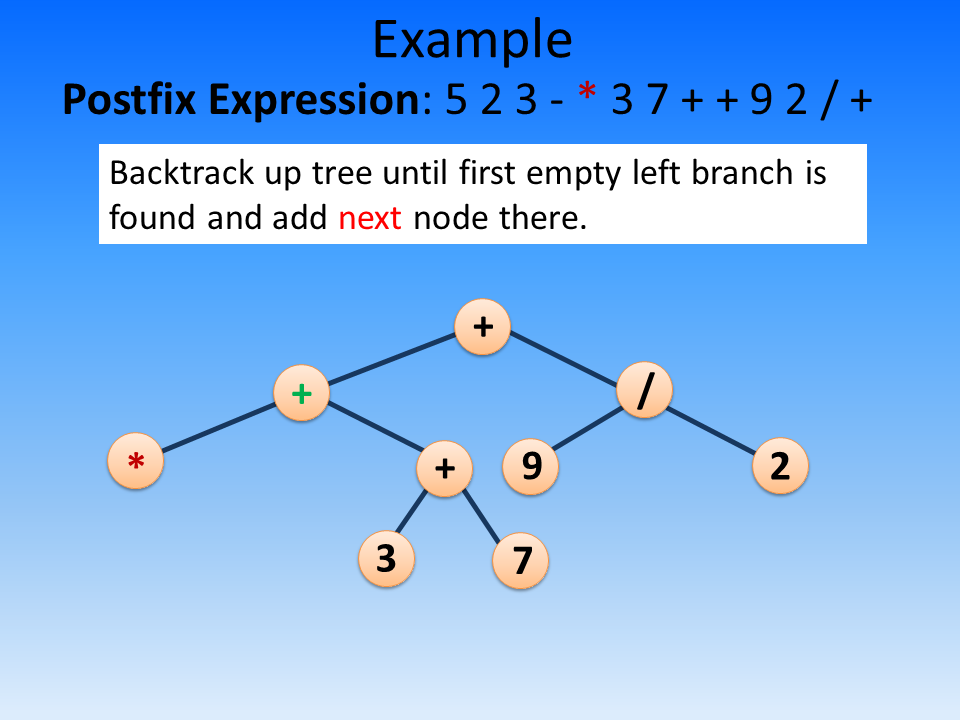 Example
Postfix Expression: 5 2 3 - * 3 7 + + 9 2 / +
Backtrack up tree until first empty left branch is
found and add next node there.
+
+ /
* + 9 2
3 7